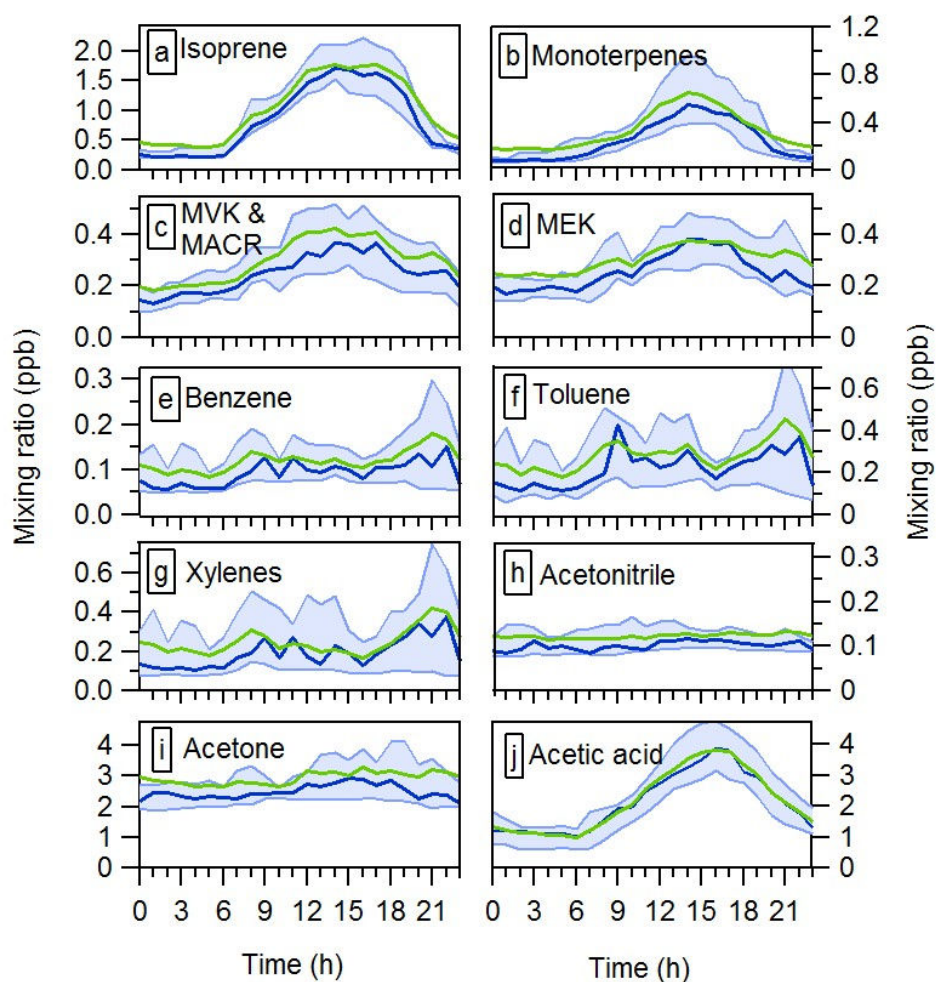 a Isoprene
2.0
1.5
1.0
0.5
0.0
b Monoterpenes
1.2
0.8
0.4
0
c MVK &
MACR
0.4
0.2
0.0
d MEK
0.4
0.2
0
e Benzene
0.3
0.2
0.1
0.0
f Toluene
0.6
0.4
0.2
0
g Xylenes
0.6
0.4
0.2
0.0
h Acetonitrile
0.3
0.2
0.1
0
i Acetone
4
3
2
1
0
j Acetic acid
4
3
2
1
0
Mixing ratio (ppb)
Mixing ratio (ppb)
0 3 6 9 12 15 18 21
0 3 6 9 12 15 18 21
Time (h)
Time (h)